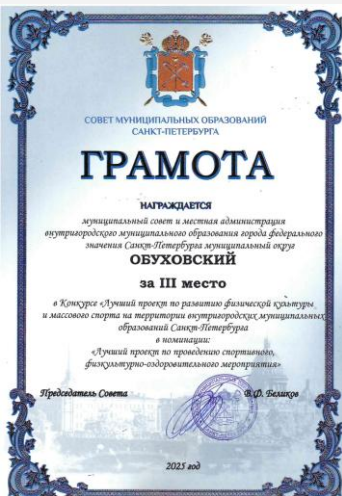 СОВЕТ МУНИЦИПАЛЬНЫХ ОБРАЗОВАНИЙ
САНКТ-ПЕТЕРБУРГА
ГРАМОТА
НАГРАЖДАЕТСЯ
муниципальный совет и местная администрация
внутригородского муниципального образования города федерального
значения Санкт-Петербурга муниципальный округ
ОБУХОВСКИЙ
за III место
в Конкурсе «Лучший проект по развитию физической культуры
и массового спорта на территории внутригородских муниципальных
образований Санкт-Петербурга
в номинации:
«Лучший проект по проведению спортивного,
физкультурно-оздоровительного мероприятия»
Председатель Совета В.Ф. Беликов
2025 год